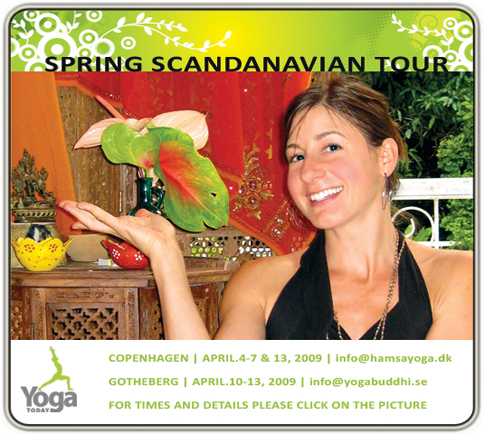 SPRING SCANDANAVIAN TOUR
COPENHAGEN | APRIL.4-7 & 13, 2009 | info@hamsayoga.dk
GOTHEBERG | APRIL.10-13, 2009 | info@yogabuddhi.se
FOR TIMES AND DETAILS PLEASE CLICK ON THE PICTURE
Yoga
TODAY